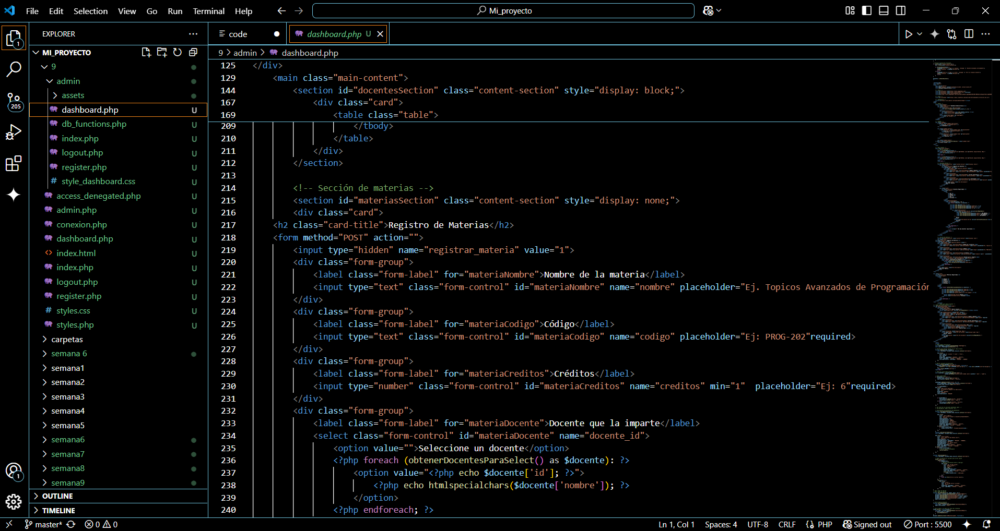 File Edit Selection View Go Run Terminal Help
Mi_proyecto
EXPLORER
code
dashboard.php U
MI_PROYECTO
9 > admin > dashboard.php
9
admin
assets
dashboard.php U
db_functions.php U
index.php U
logout.php U
register.php U
style_dashboard.css U
access_denegated.php U
admin.php U
conexion.php U
dashboard.php U
index.html U
index.php U
logout.php U
register.php U
styles.css U
styles.php U
carpetas
semana 6
semana1
semana2
semana3
semana4
semana5
semana6
semana7
semana8
semana9
OUTLINE
TIMELINE
1
205
1
125 </div>
129 <main class="main-content">
144 <section id="docentesSection" class="content-section" style="display: block;">
167 <div class="card">
169 <table class="table">
209 </tbody>
210 </table>
211 </div>
212 </section>
213
214 <!-- Sección de materias -->
215 <section id="materiasSection" class="content-section" style="display: none;">
216 <div class="card">
217 <h2 class="card-title">Registro de Materias</h2>
218 <form method="POST" action="">
219 <input type="hidden" name="registrar_materia" value="1">
220 <div class="form-group">
221 <label class="form-label" for="materiaNombre">Nombre de la materia</label>
222 <input type="text" class="form-control" id="materiaNombre" name="nombre" placeholder="Ej. Topicos Avanzados de Programación
223 </div>
224 <div class="form-group">
225 <label class="form-label" for="materiaCodigo">Código</label>
226 <input type="text" class="form-control" id="materiaCodigo" name="codigo" placeholder="Ej: PROG-202"required>
227 </div>
228 <div class="form-group">
229 <label class="form-label" for="materiaCreditos">Créditos</label>
230 <input type="number" class="form-control" id="materiaCreditos" name="creditos" min="1"  placeholder="Ej: 6"required>
231 </div>
232 <div class="form-group">
233 <label class="form-label" for="materiaDocente">Docente que la imparte</label>
234 <select class="form-control" id="materiaDocente" name="docente_id">
235 <option value="">Seleccione un docente</option>
236 <?php foreach (obtenerDocentesParaSelect() as $docente): ?>
237 <option value="<?php echo $docente['id']; ?>">
238 <?php echo htmlspecialchars($docente['nombre']); ?>
239 </option>
240 <?php endforeach; ?>
master* 0 0 Ln 1, Col 1 Spaces: 4 UTF-8 CRLF PHP Signed out Port : 5500